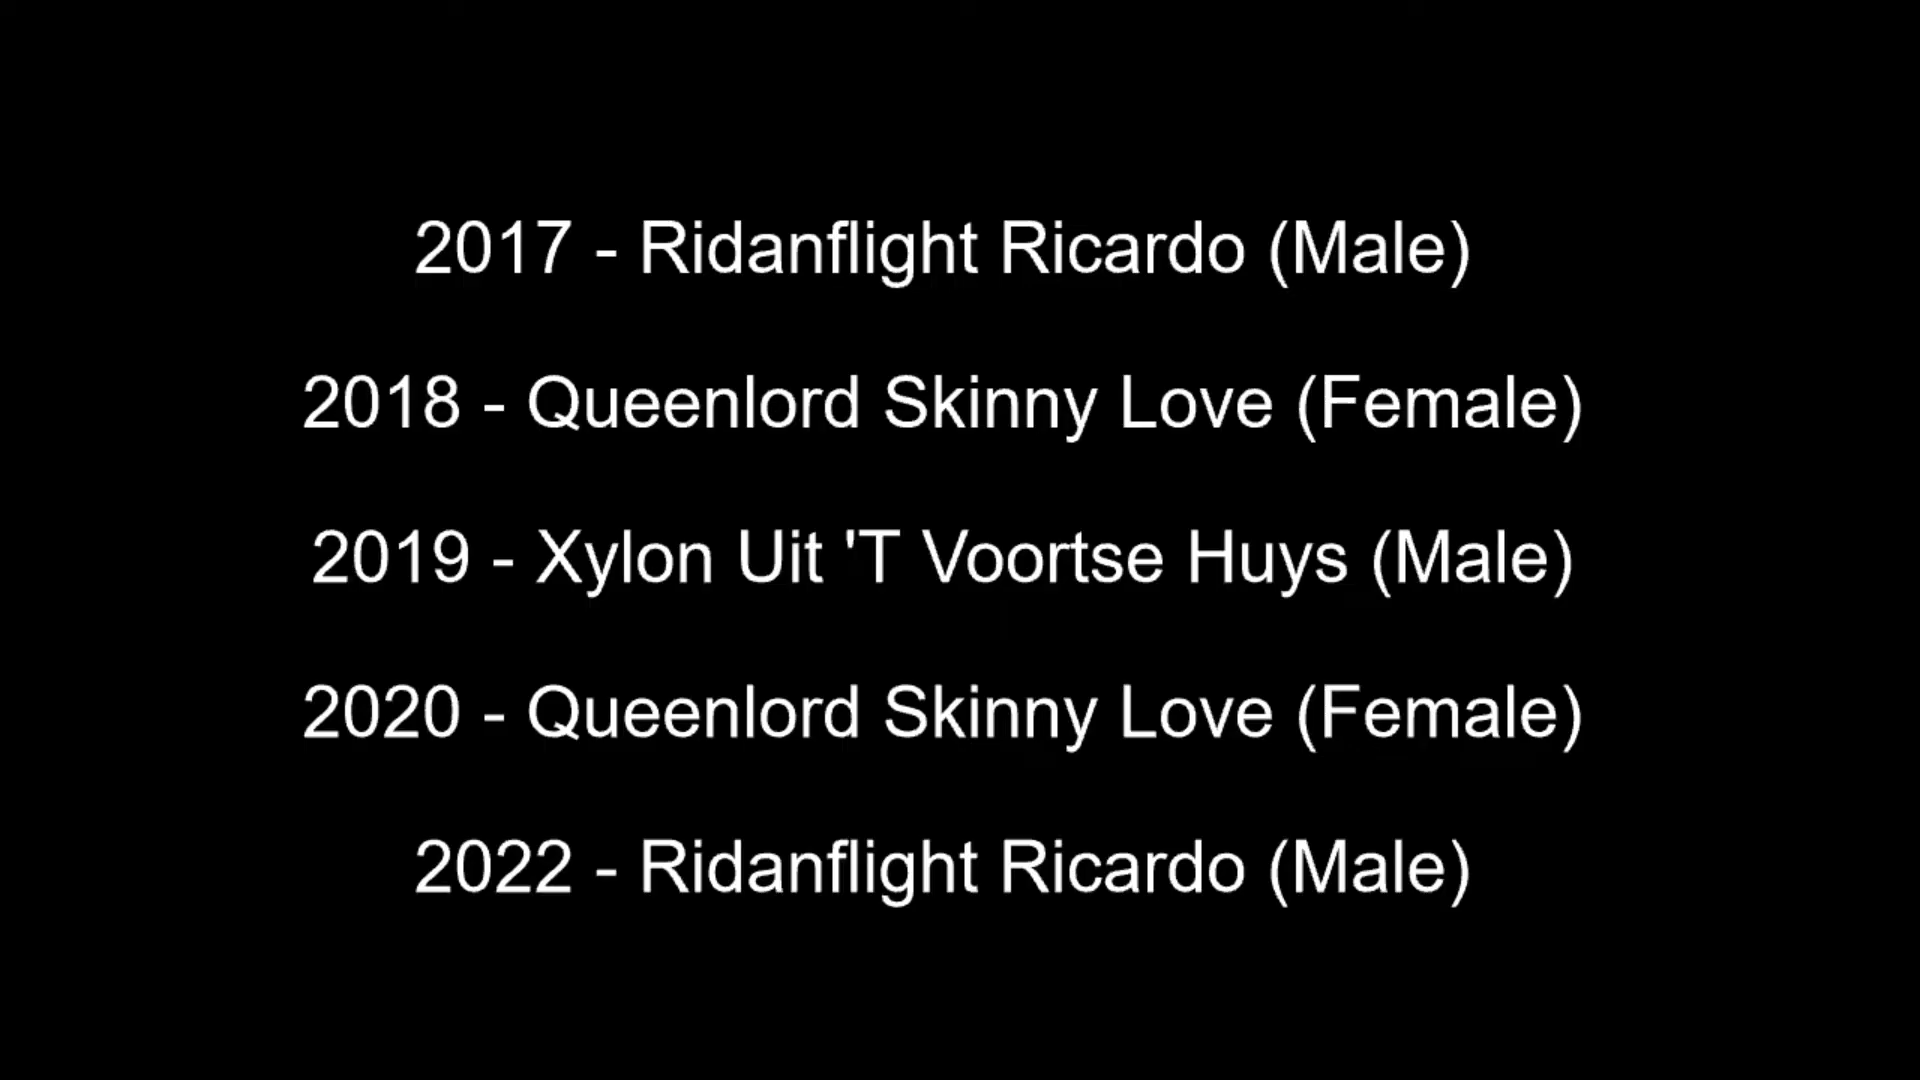 2017 - Ridanflight Ricardo (Male)
2018 - Queenlord Skinny Love (Female)
2019 - Xylon Uit 'T Voortse Huys (Male)
2020 - Queenlord Skinny Love (Female)
2022 - Ridanflight Ricardo (Male)